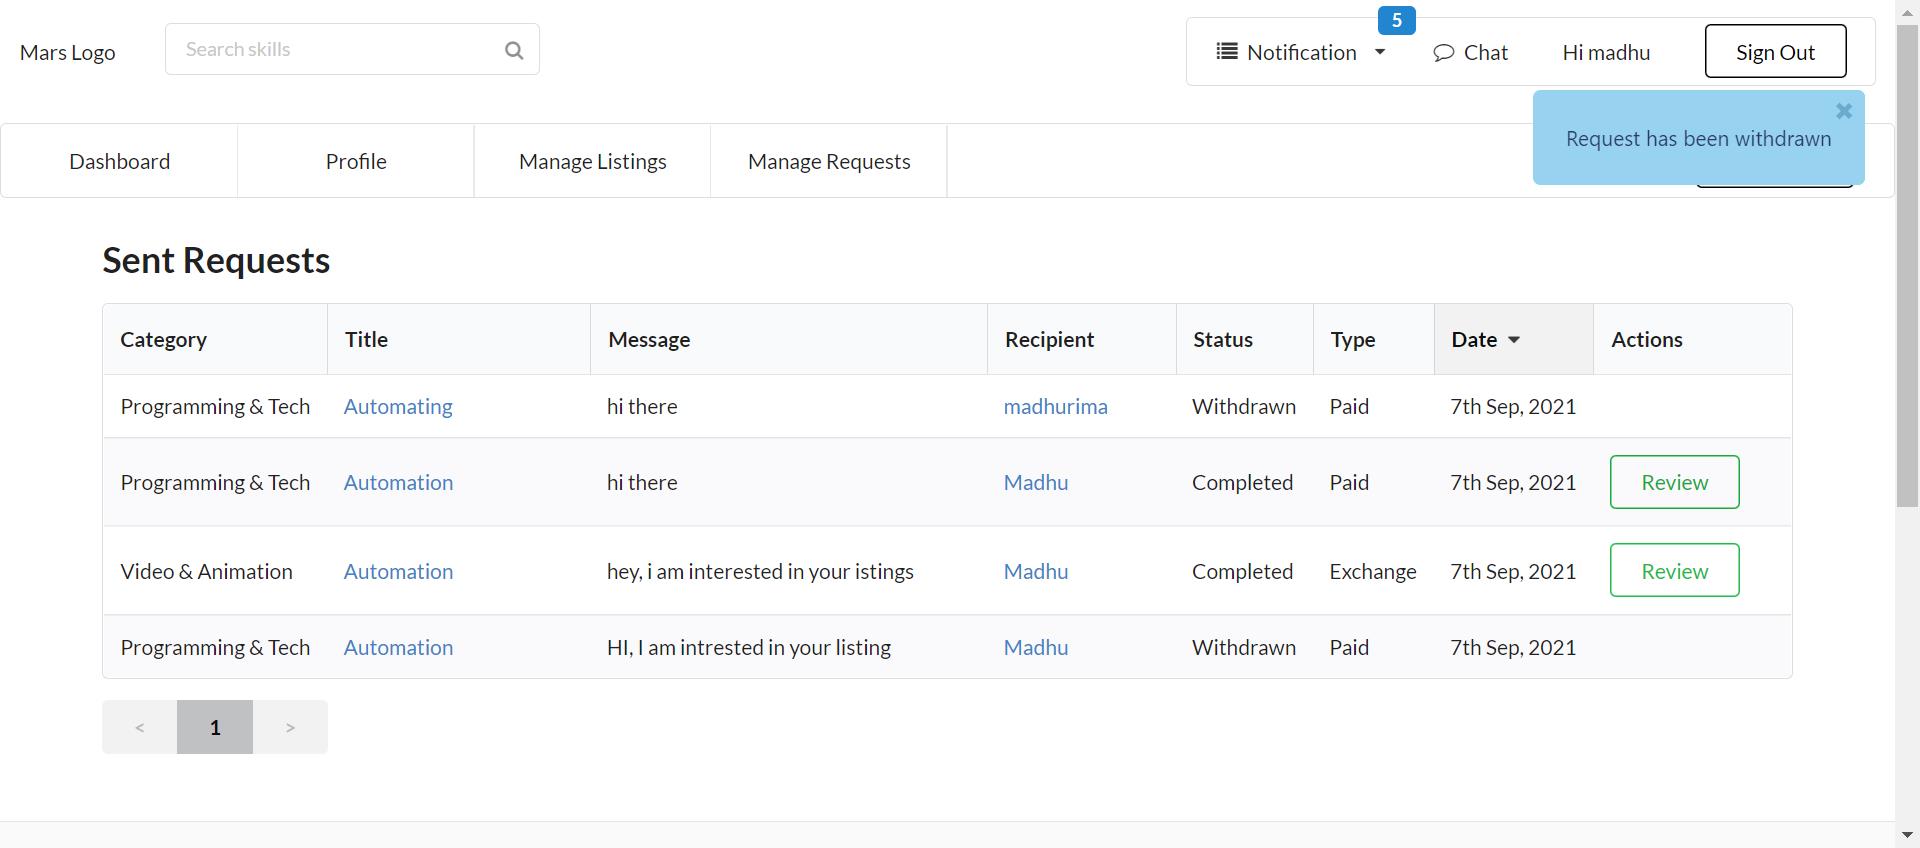 5
Mars Logo Search skills Notification Chat Hi madhu Sign Out
Request has been withdrawn
Dashboard Profile Manage Listings Manage Requests
Sent Requests
Category Title Message Recipient Status Type Date Actions
Programming & Tech Automating hi there madhurima Withdrawn Paid 7th Sep, 2021
Programming & Tech Automation hi there Madhu Completed Paid 7th Sep, 2021 Review
Video & Animation Automation hey, i am interested in your istings Madhu Completed Exchange 7th Sep, 2021 Review
Programming & Tech Automation HI, I am intrested in your listing Madhu Withdrawn Paid 7th Sep, 2021
< 1 >